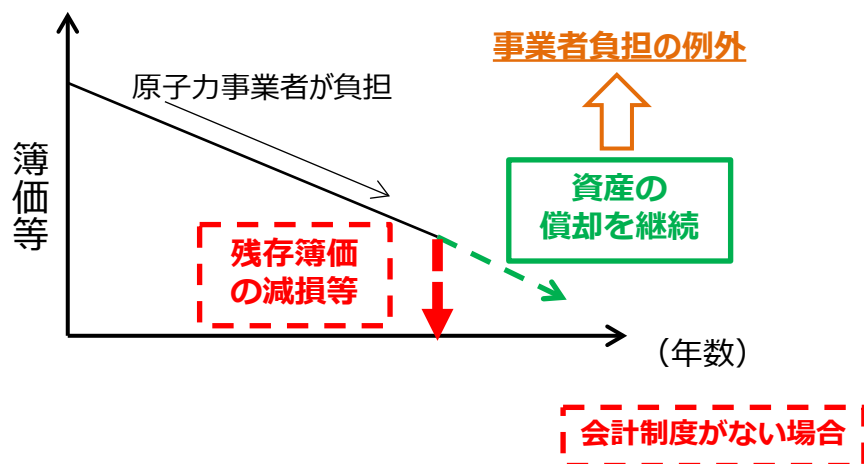 事業者負担の例外
原子力事業者が負担
簿価等
資産の
償却を継続
残存簿価
の減損等
（年数）
会計制度がない場合